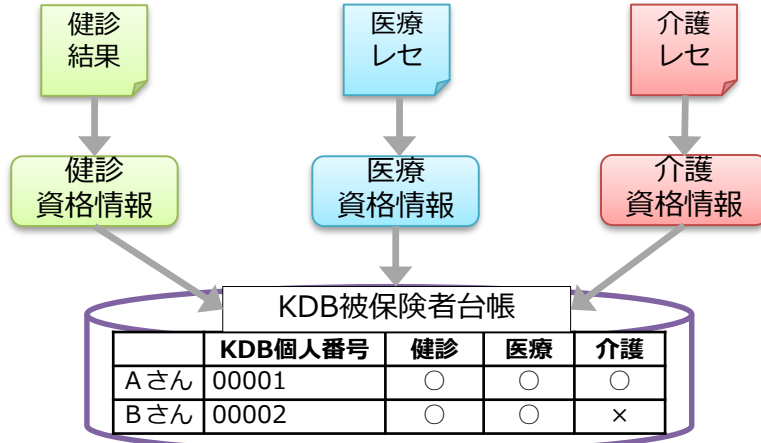 健診
結果
医療
レセ
介護
レセ
健診
資格情報
医療
資格情報
介護
資格情報
KDB被保険者台帳
KDB個人番号 健診 医療 介護
Aさん 00001 ○ ○ ○
Bさん 00002 ○ ○ ×